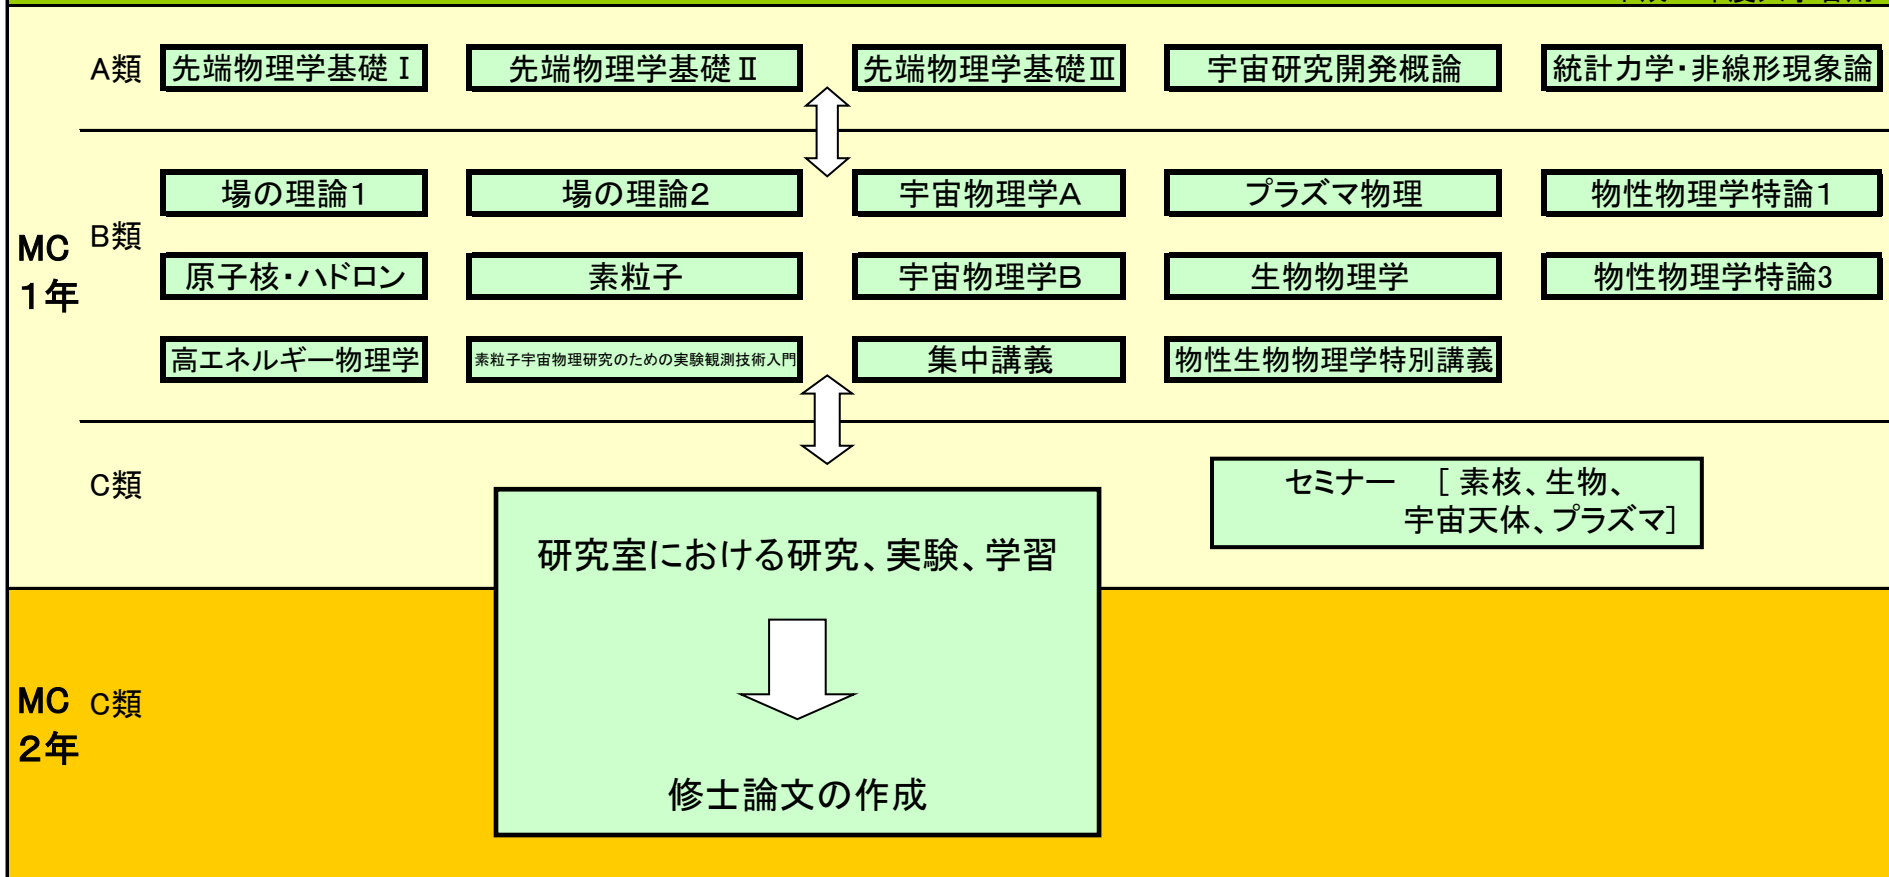 A類
先端物理学基礎Ⅰ
先端物理学基礎Ⅱ
先端物理学基礎Ⅲ
宇宙研究開発概論
統計力学・非線形現象論
MC
1年
B類
場の理論1
場の理論2
宇宙物理学A
プラズマ物理
物性物理学特論1
原子核・ハドロン
素粒子
宇宙物理学B
生物物理学
物性物理学特論3
高エネルギー物理学
素粒子宇宙物理研究のための実験観測技術入門
集中講義
物性生物物理学特別講義
C類
セミナー [素核、生物、
宇宙天体、プラズマ]
研究室における研究、実験、学習
MC
2年
C類
修士論文の作成